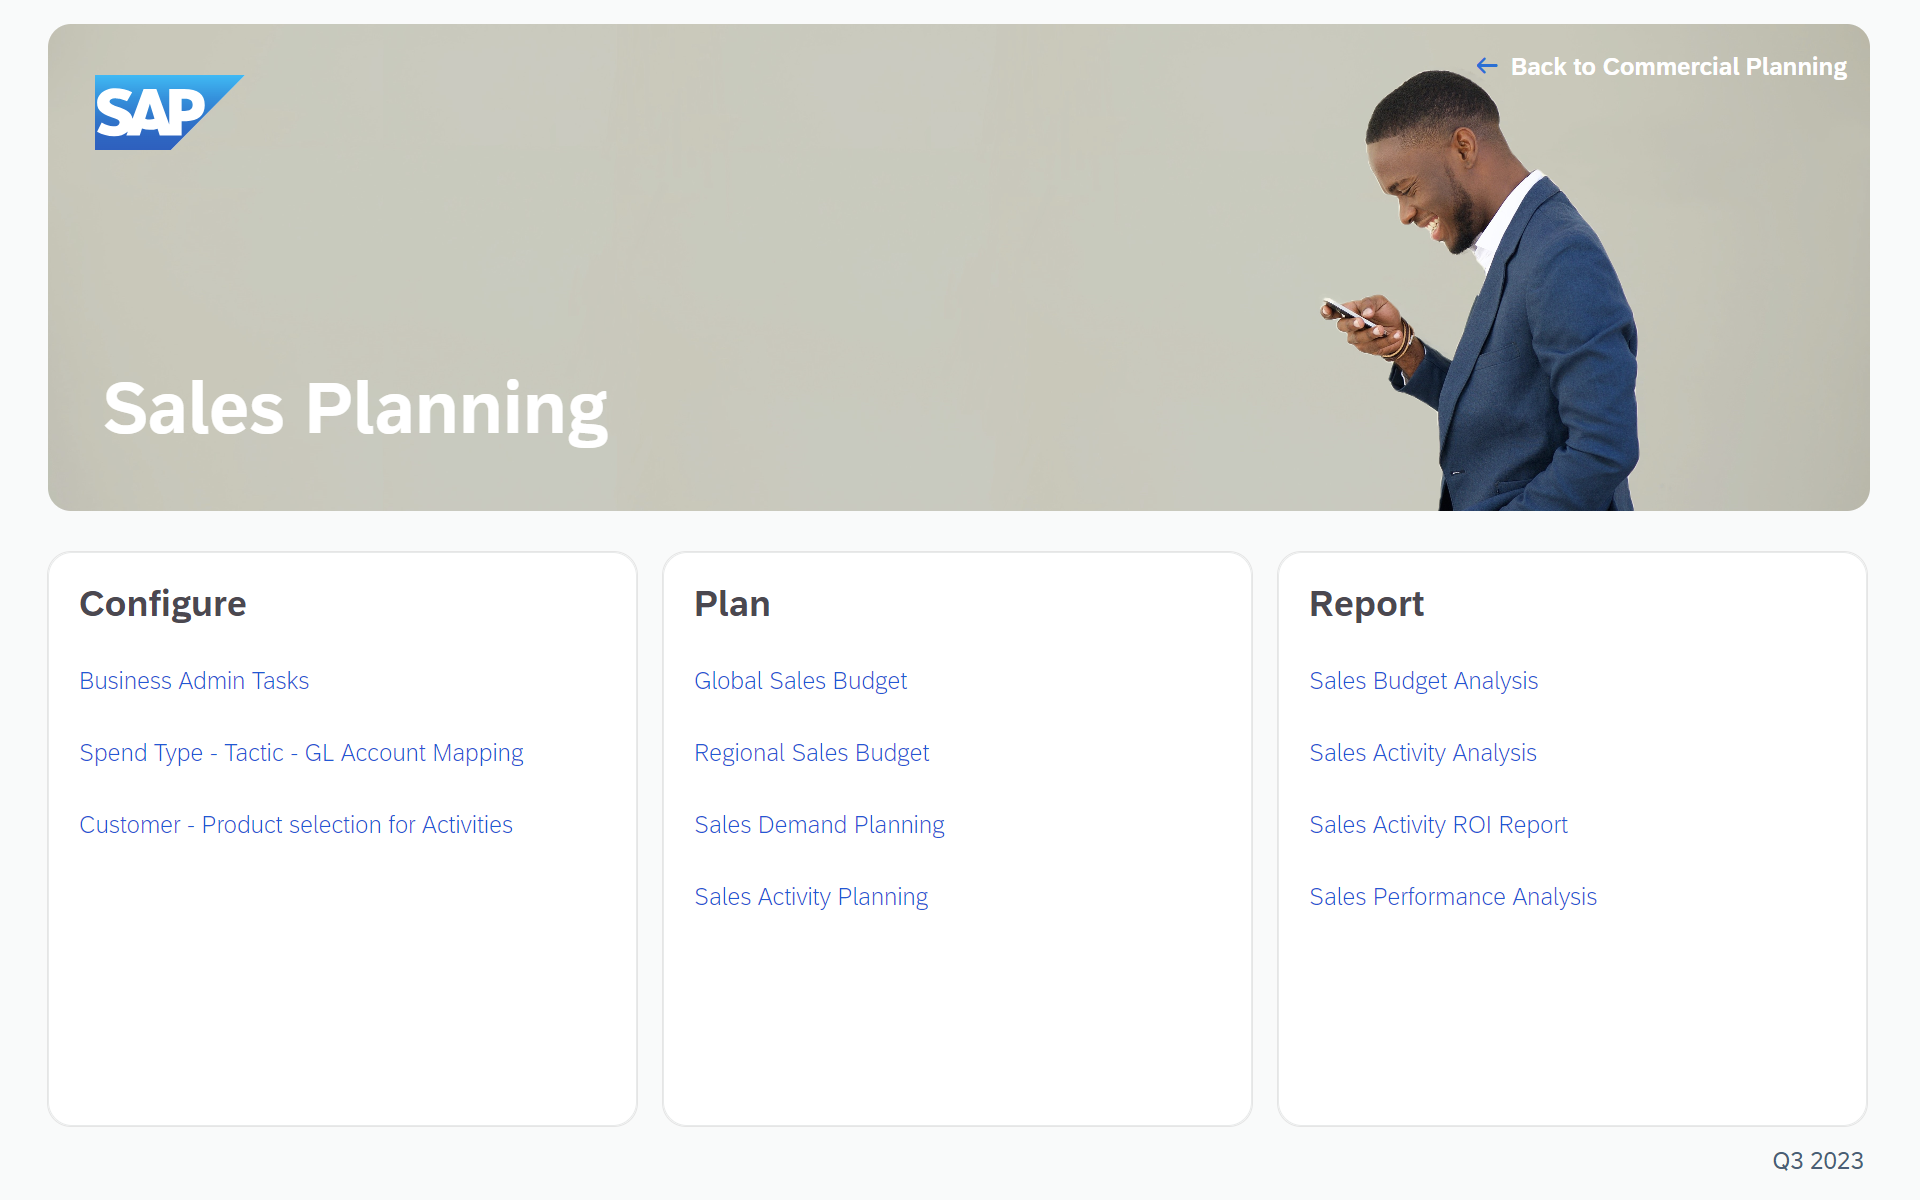 SAP
Back to Commercial Planning
Sales Planning
Configure
Business Admin Tasks
Spend Type - Tactic - GL Account Mapping
Customer - Product selection for Activities
Plan
Global Sales Budget
Regional Sales Budget
Sales Demand Planning
Sales Activity Planning
Report
Sales Budget Analysis
Sales Activity Analysis
Sales Activity ROI Report
Sales Performance Analysis
Q3 2023